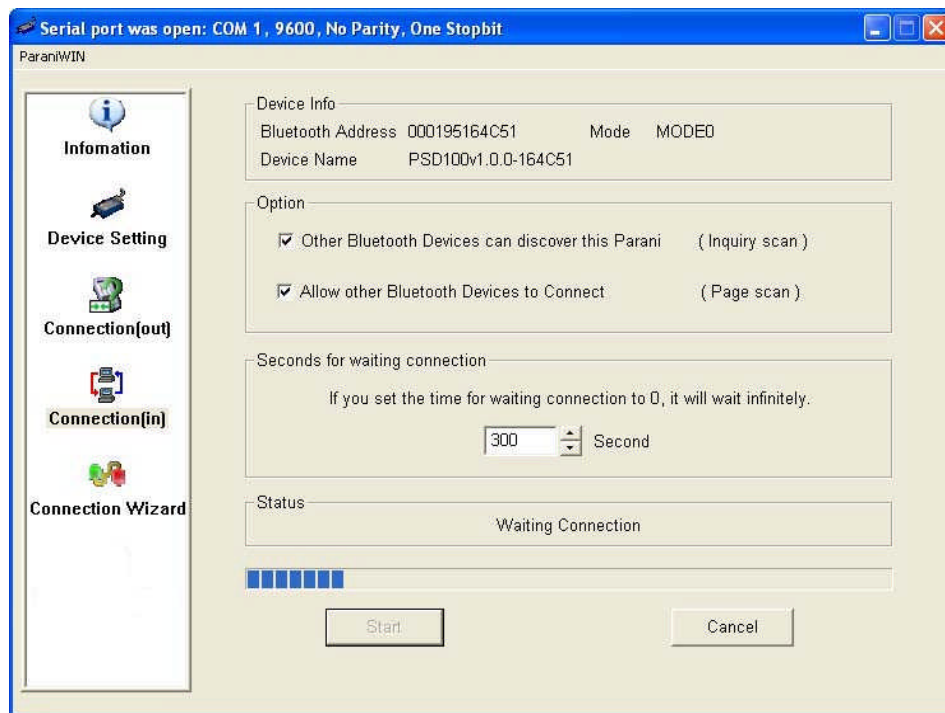 Serial port was open: COM 1, 9600, No Parity, One Stopbit
ParaniWIN
Infomation
Device Setting
Connection(out)
Connection(in)
Connection Wizard
Device Info
Bluetooth Address 000195164C51 Mode MODE0
Device Name PSD100v1.0.0-164C51
Option
Other Bluetooth Devices can discover this Parani ( Inquiry scan )
Allow other Bluetooth Devices to Connect ( Page scan )
Seconds for waiting connection
If you set the time for waiting connection to 0, it will wait infinitely.
300 Second
Status
Waiting Connection
Start Cancel